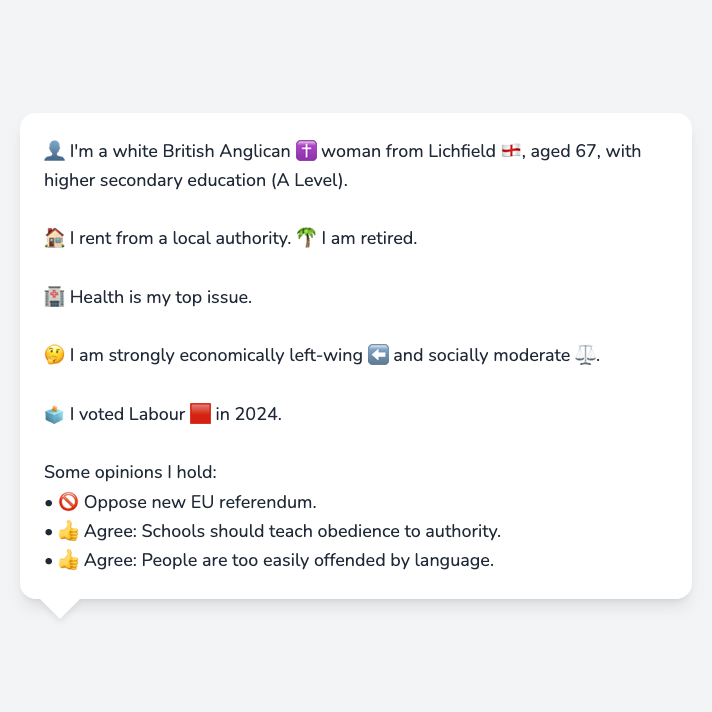 👤 I'm a white British Anglican ✝️ woman from Lichfield 🏴󠁧󠁢󠁥󠁮󠁧󠁿, aged 67, with
higher secondary education (A Level).
🏠 I rent from a local authority. 🌴 I am retired.
🏥 Health is my top issue.
🤔 I am strongly economically left-wing ⬅️ and socially moderate ⚖️.
🗳️ I voted Labour 🟥 in 2024.
Some opinions I hold:
• 🚫 Oppose new EU referendum.
• 👍 Agree: Schools should teach obedience to authority.
• 👍 Agree: People are too easily offended by language.